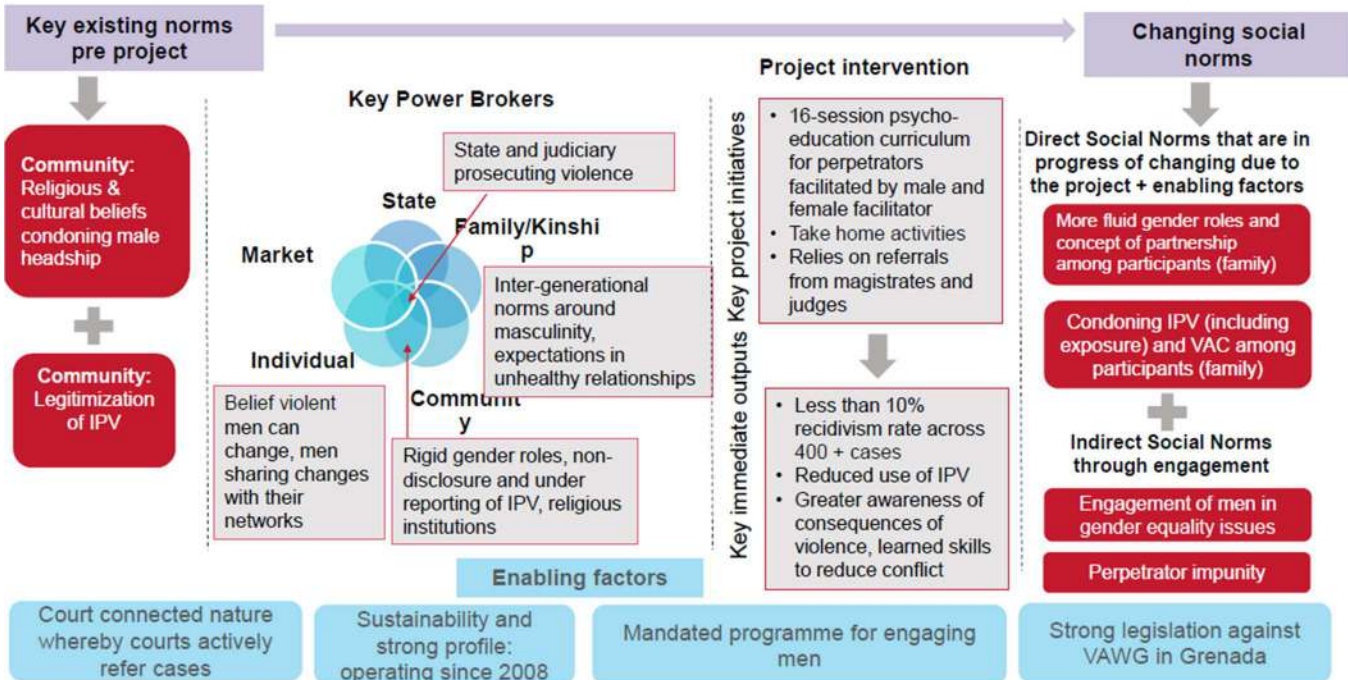 Key existing norms
pre project
Changing social
norms
Community:
Religious &
cultural beliefs
condoning male
headship
Community:
Legitimization
of IPV
Key Power Brokers
State and judiciary
prosecuting violence
State
Family/Kinshi
p
Market
Inter-generational
norms around
masculinity,
expectations in
unhealthy relationships
Individual
Communit
y
Belief violent
men can
change, men
sharing changes
with their
networks
Rigid gender roles, non-
disclosure and under
reporting of IPV, religious
institutions
Project intervention
Key project initiatives
• 16-session psycho-
education curriculum
for perpetrators
facilitated by male and
female facilitator
• Take home activities
• Relies on referrals
from magistrates and
judges
Key immediate outputs
• Less than 10%
recidivism rate across
400 + cases
• Reduced use of IPV
• Greater awareness of
consequences of
violence, learned skills
to reduce conflict
Direct Social Norms that are in
progress of changing due to
the project + enabling factors
More fluid gender roles and
concept of partnership
among participants (family)
Condoning IPV (including
exposure) and VAC among
participants (family)
Indirect Social Norms
through engagement
Engagement of men in
gender equality issues
Perpetrator impunity
Enabling factors
Court connected nature
whereby courts actively
refer cases
Sustainability and
strong profile:
operating since 2008
Mandated programme for engaging
men
Strong legislation against
VAWG in Grenada